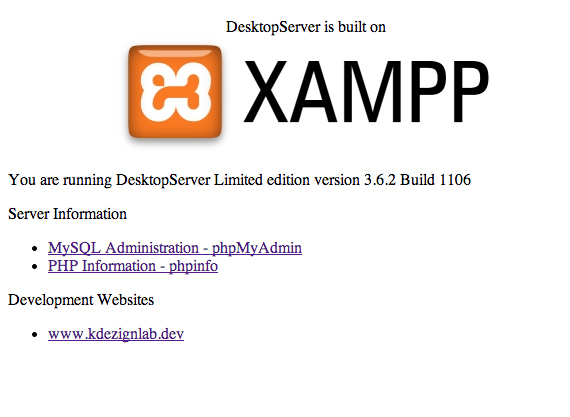 DesktopServer is built on
XAMPP
You are running DesktopServer Limited edition version 3.6.2 Build 1106
Server Information
MySQL Administration - phpMyAdmin
PHP Information - phpinfo
Development Websites
www.kdezignlab.dev